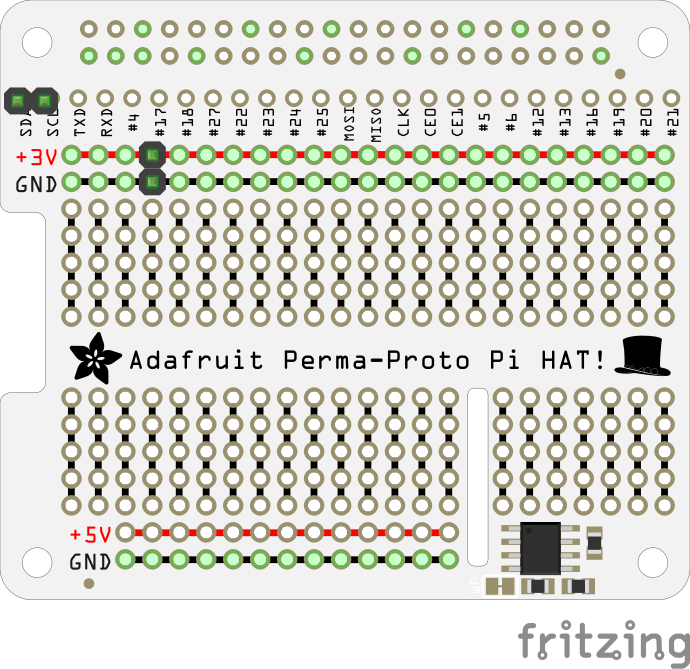 SDA SCL TXD RXD #4 #17 #18 #27 #22 #23 #24 #25 MOSI MISO CLK CE0 CE1 #5 #6 #12 #13 #16 #19 #20 #21
+3V
GND
Adafruit Perma-Proto Pi HAT!
+5V
GND
WP
fritzing